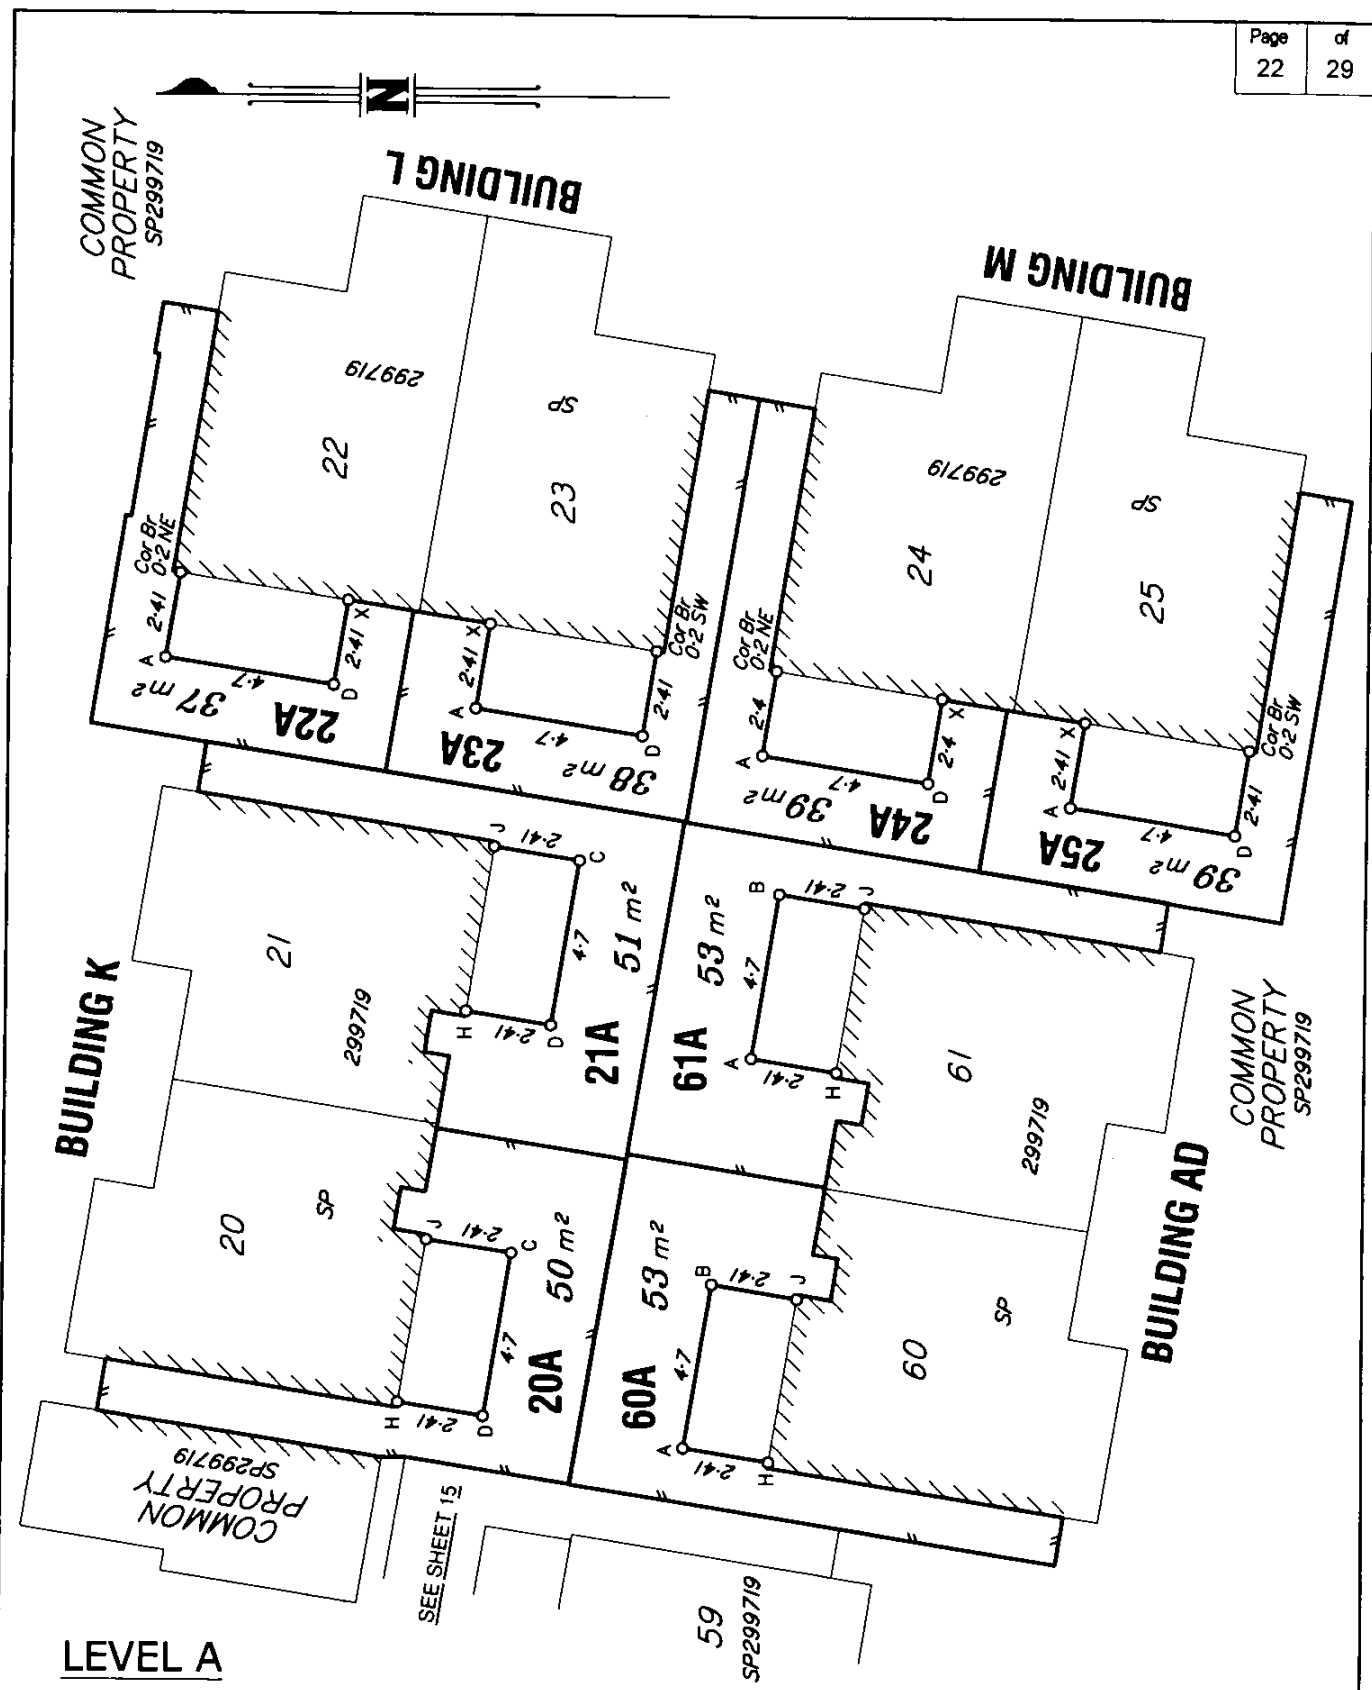 Page of
22 29
N
COMMON
PROPERTY
SP299719
BUILDING L
BUILDING M
299719
SP
22
23
299719
SP
24
25
Cor Br
0·2 NE
2·41
A
X
2·41
D
4·7
37 m²
22A
X
2·41
A
Cor Br
0·2 SW
2·41
D
4·7
23A
38 m²
Cor Br
0·2 NE
2·4
A
X
2·4
D
4·7
39 m²
24A
X
2·41
A
Cor Br
0·2 SW
2·41
D
4·7
25A
39 m²
BUILDING K
21
299719
J
2·41
C
4·7
H
2·41
D
51 m²
21A
B
2·41
J
4·7
A
2·41
H
53 m²
61A
61
299719
COMMON
PROPERTY
SP299719
20
SP
J
2·41
C
4·7
H
2·41
D
50 m²
20A
B
2·41
J
4·7
A
2·41
H
53 m²
60A
60
SP
BUILDING AD
COMMON
PROPERTY
SP299719
SEE SHEET 15
59
SP299719
LEVEL A